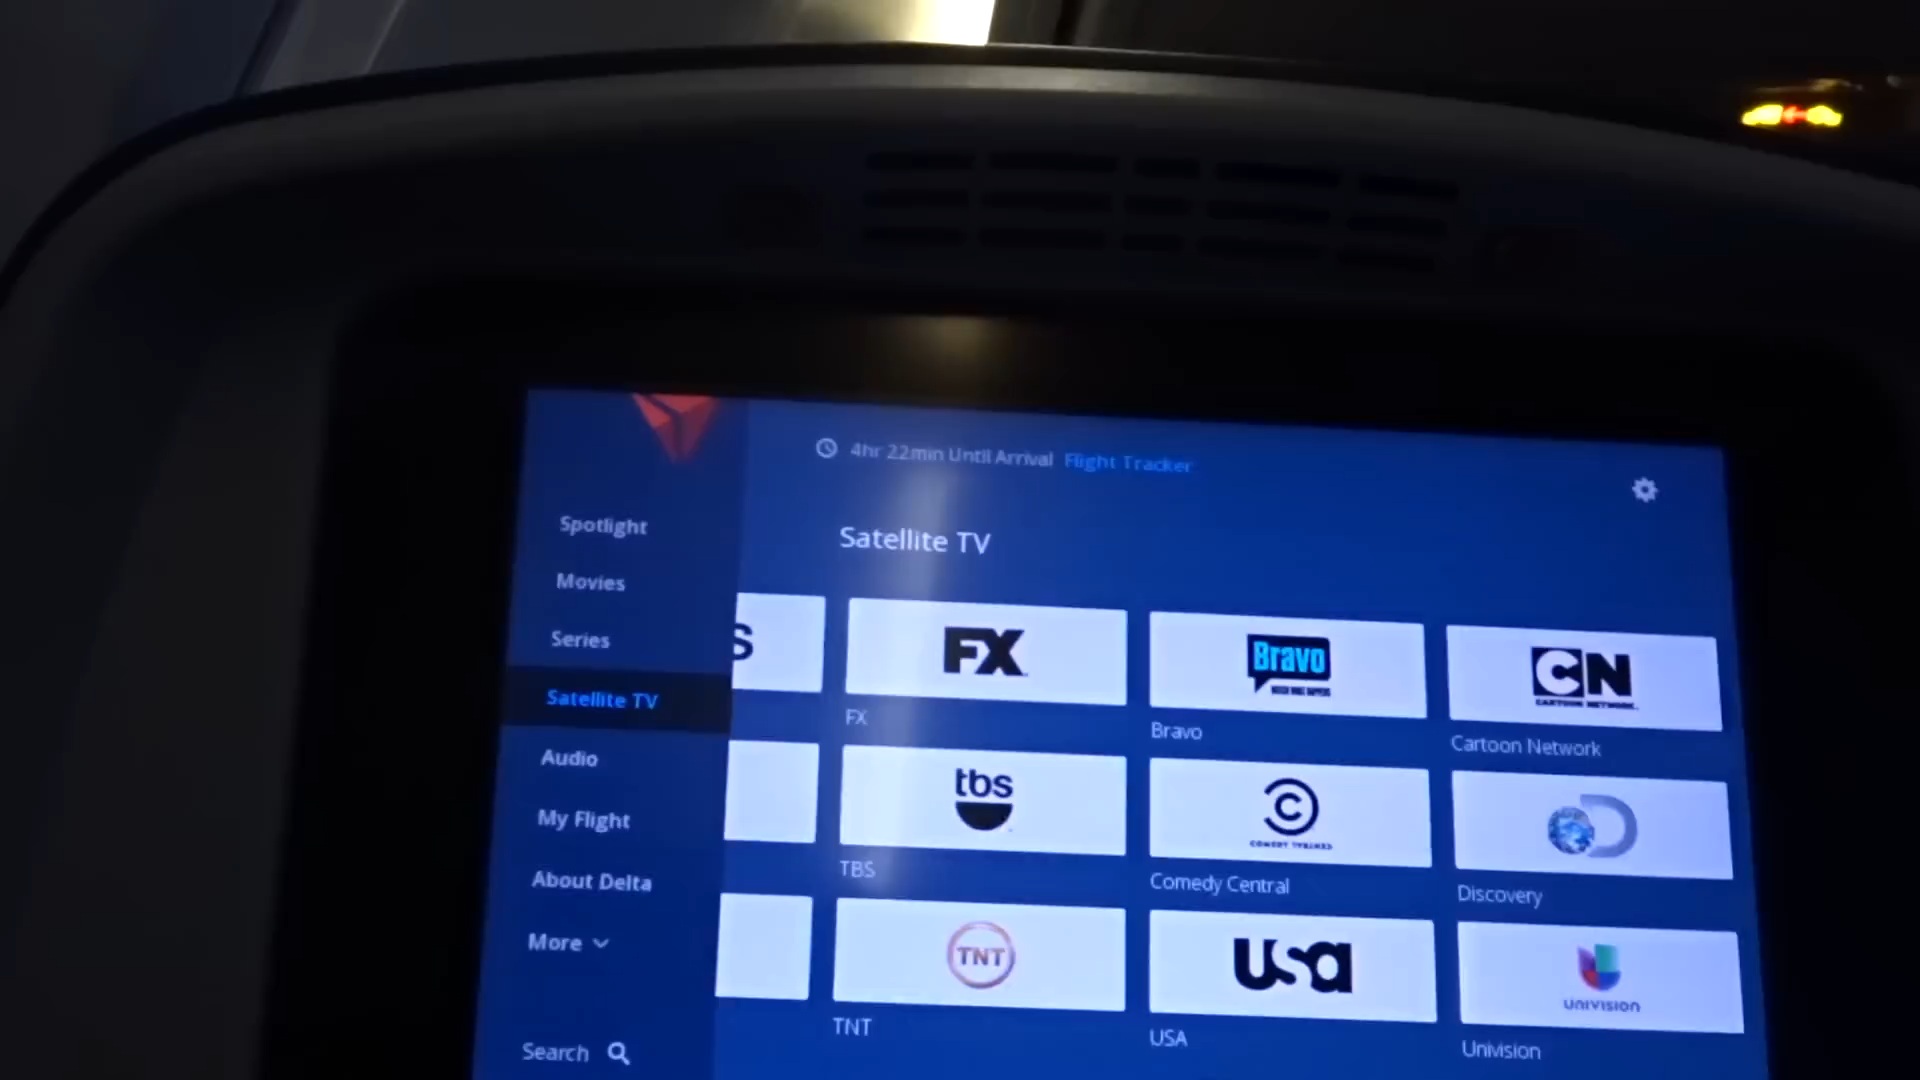 4hr 22min Until Arrival Flight Tracker
Spotlight
Movies
Series
Satellite TV
Audio
My Flight
About Delta
More
Search
Satellite TV
S
FX
FX
Bravo
Bravo
CN
CARTOON NETWORK
Cartoon Network
tbs
TBS
COMEDY CENTRAL
Comedy Central
D
Discovery
TNT
TNT
usa
USA
UNIVISION
Univision